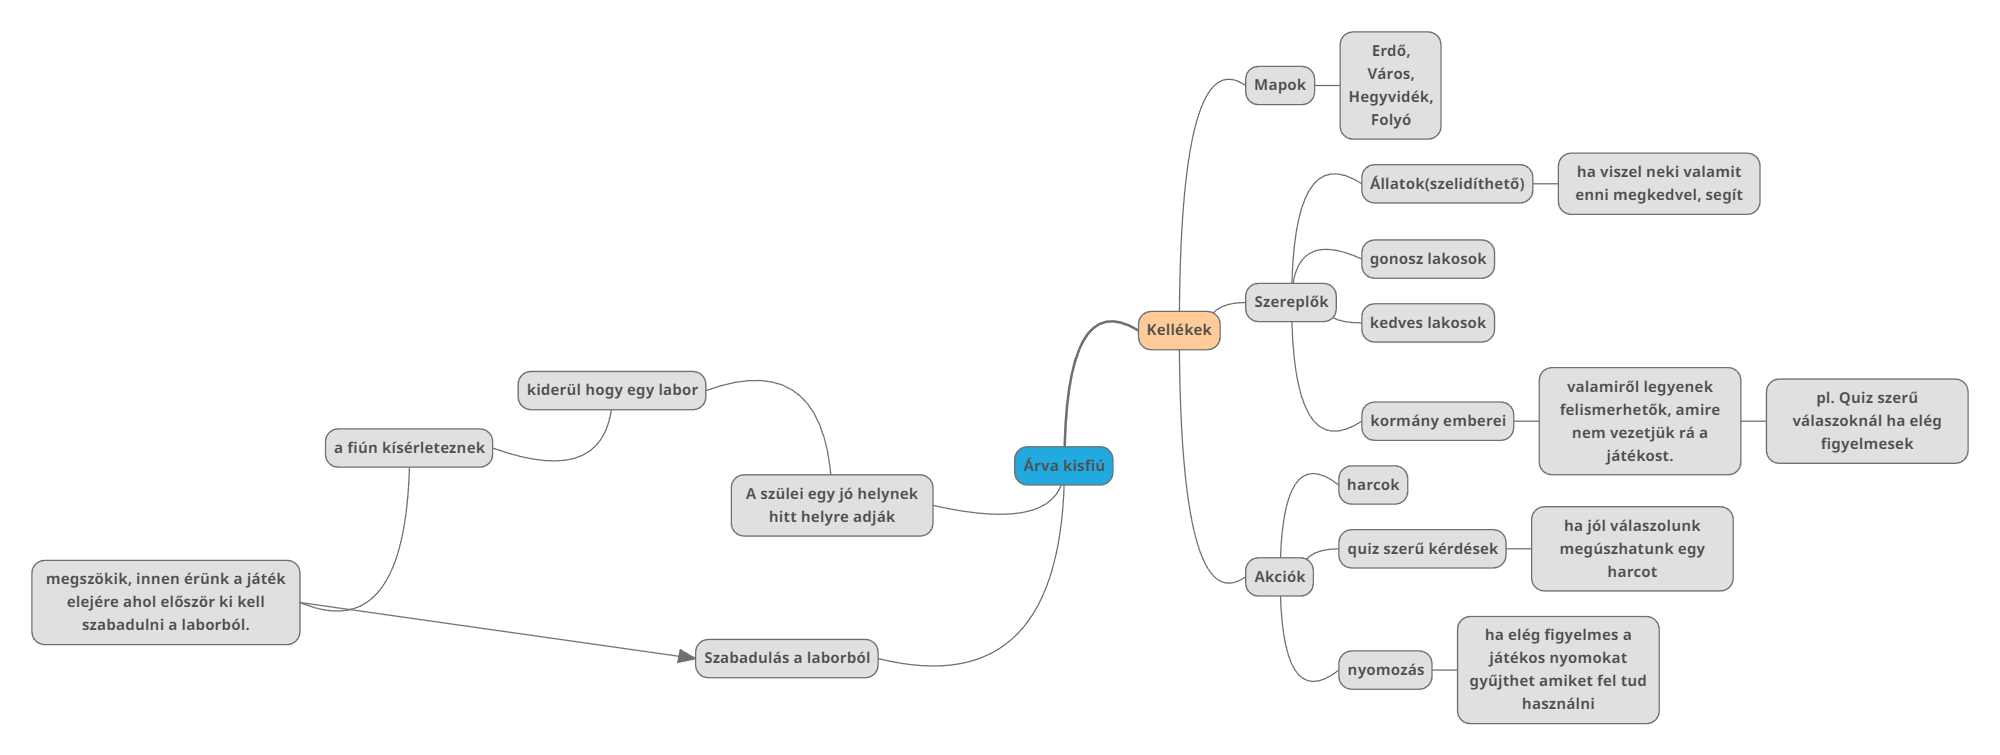 Erdő,
Város,
Hegyvidék,
Folyó
Mapok
Állatok(szelidíthető)
ha viszel neki valamit
enni megkedvel, segít
gonosz lakosok
Szereplők
kedves lakosok
Kellékek
kormány emberei
valamiről legyenek
felismerhetők, amire
nem vezetjük rá a
játékost.
pl. Quiz szerű
válaszoknál ha elég
figyelmesek
harcok
quiz szerű kérdések
ha jól válaszolunk
megúszhatunk egy
harcot
Akciók
nyomozás
ha elég figyelmes a
játékos nyomokat
gyűjthet amiket fel tud
használni
Árva kisfiú
A szülei egy jó helynek
hitt helyre adják
kiderül hogy egy labor
a fiún kísérleteznek
megszökik, innen érünk a játék
elejére ahol először ki kell
szabadulni a laborból.
Szabadulás a laborból